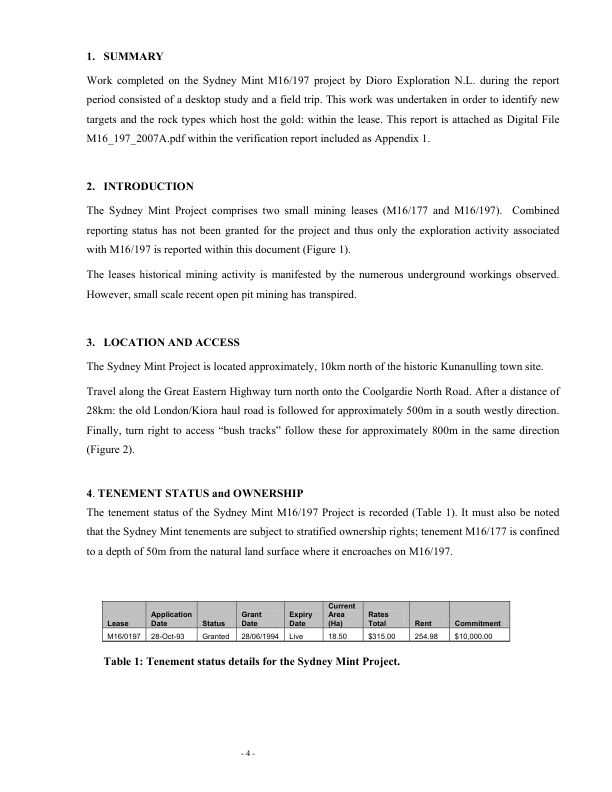 1. SUMMARY
Work completed on the Sydney Mint M16/197 project by Dioro Exploration N.L. during the report
period consisted of a desktop study and a field trip. This work was undertaken in order to identify new
targets and the rock types which host the gold: within the lease. This report is attached as Digital File
M16_197_2007A.pdf within the verification report included as Appendix 1.
2. INTRODUCTION
The Sydney Mint Project comprises two small mining leases (M16/177 and M16/197). Combined
reporting status has not been granted for the project and thus only the exploration activity associated
with M16/197 is reported within this document (Figure 1).
The leases historical mining activity is manifested by the numerous underground workings observed.
However, small scale recent open pit mining has transpired.
3. LOCATION AND ACCESS
The Sydney Mint Project is located approximately, 10km north of the historic Kunanulling town site.
Travel along the Great Eastern Highway turn north onto the Coolgardie North Road. After a distance of
28km: the old London/Kiora haul road is followed for approximately 500m in a south westly direction.
Finally, turn right to access “bush tracks” follow these for approximately 800m in the same direction
(Figure 2).
4. TENEMENT STATUS and OWNERSHIP
The tenement status of the Sydney Mint M16/197 Project is recorded (Table 1). It must also be noted
that the Sydney Mint tenements are subject to stratified ownership rights; tenement M16/177 is confined
to a depth of 50m from the natural land surface where it encroaches on M16/197.
Lease Application Date Status Grant Date Expiry Date Current Area (Ha) Rates Total Rent Commitment
M16/0197 28-Oct-93 Granted 28/06/1994 Live 18.50 $315.00 254.98 $10,000.00
Table 1: Tenement status details for the Sydney Mint Project.
- 4 -